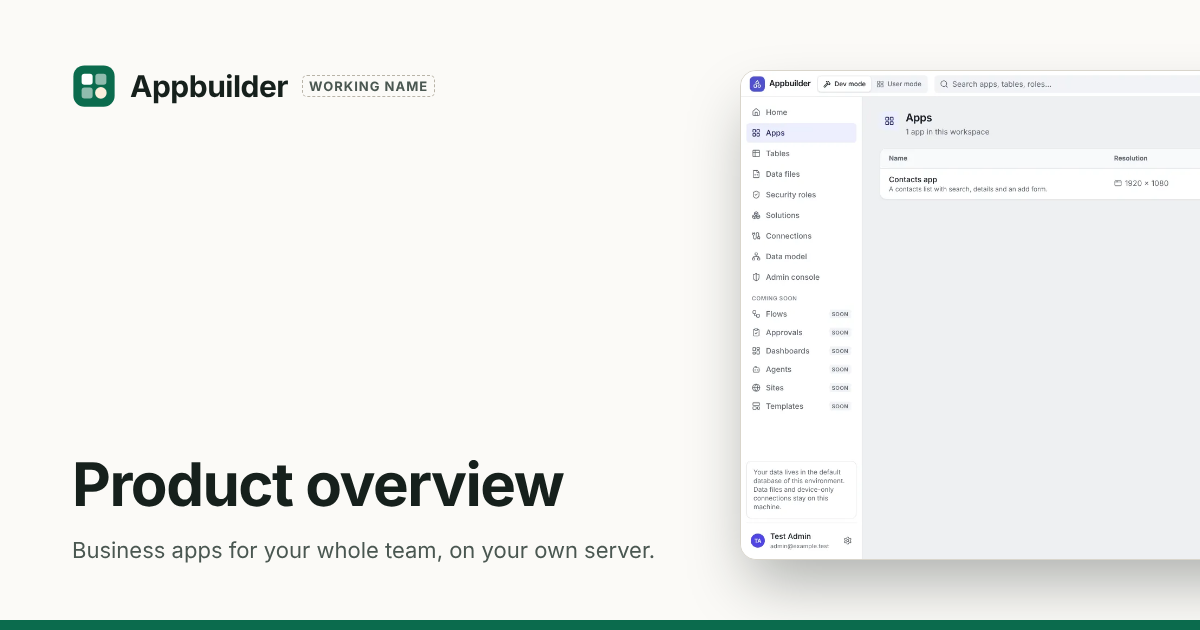 Appbuilder
WORKING NAME
Product overview
Business apps for your whole team, on your own server.
Appbuilder
Dev mode
User mode
Search apps, tables, roles...
Home
Apps
Tables
Data files
Security roles
Solutions
Connections
Data model
Admin console
COMING SOON
Flows SOON
Approvals SOON
Dashboards SOON
Agents SOON
Sites SOON
Templates SOON
Your data lives in the default
database of this environment.
Data files and device-only
connections stay on this
machine.
TA
Test Admin
admin@example.test
Apps
1 app in this workspace
Name Resolution
Contacts app
A contacts list with search, details and an add form.
1920 × 1080